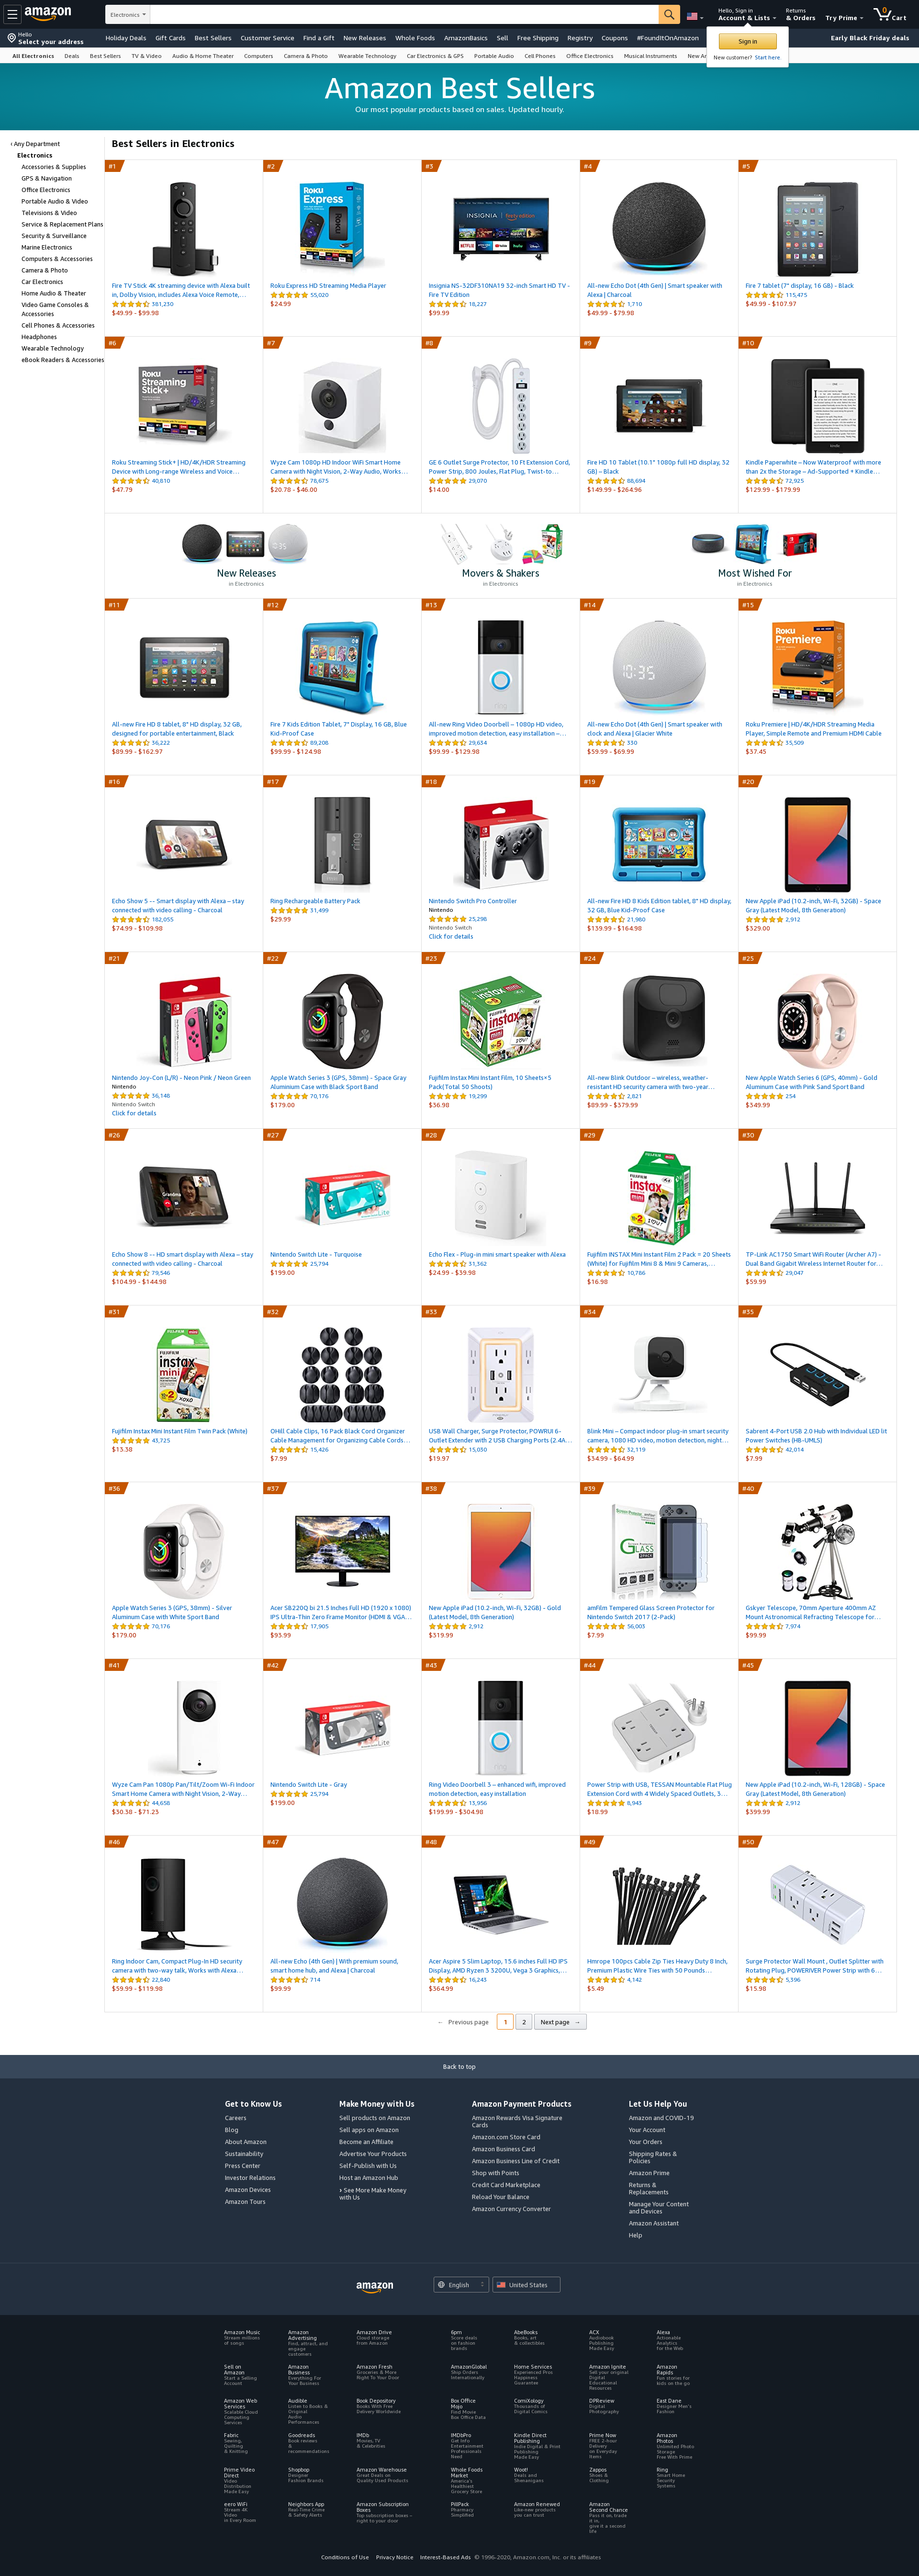 amazon
Electronics
Hello, Sign in
Account & Lists
Returns
& Orders
Try Prime
0
Cart
Hello
Select your address
Holiday Deals Gift Cards Best Sellers Customer Service Find a Gift New Releases Whole Foods AmazonBasics Sell Free Shipping Registry Coupons #FoundItOnAmazon
Early Black Friday deals
Sign in
New customer? Start here.
All Electronics Deals Best Sellers TV & Video Audio & Home Theater Computers Camera & Photo Wearable Technology Car Electronics & GPS Portable Audio Cell Phones Office Electronics Musical Instruments
Amazon Best Sellers
Our most popular products based on sales. Updated hourly.
‹ Any Department
Electronics
Accessories & Supplies
GPS & Navigation
Office Electronics
Portable Audio & Video
Televisions & Video
Service & Replacement Plans
Security & Surveillance
Marine Electronics
Computers & Accessories
Camera & Photo
Car Electronics
Home Audio & Theater
Video Game Consoles &
Accessories
Cell Phones & Accessories
Headphones
Wearable Technology
eBook Readers & Accessories
Best Sellers in Electronics
#1
Fire TV Stick 4K streaming device with Alexa built
in, Dolby Vision, includes Alexa Voice Remote,…
381,230
$49.99 - $99.98
#2
Roku Express HD Streaming Media Player
55,020
$24.99
#3
Insignia NS-32DF310NA19 32-inch Smart HD TV -
Fire TV Edition
18,227
$99.99
#4
All-new Echo Dot (4th Gen) | Smart speaker with
Alexa | Charcoal
1,710
$49.99 - $79.98
#5
Fire 7 tablet (7" display, 16 GB) - Black
115,475
$49.99 - $107.97
#6
Roku Streaming Stick+ | HD/4K/HDR Streaming
Device with Long-range Wireless and Voice…
40,810
$47.79
#7
Wyze Cam 1080p HD Indoor WiFi Smart Home
Camera with Night Vision, 2-Way Audio, Works…
76,675
$20.78 - $46.00
#8
GE 6 Outlet Surge Protector, 10 Ft Extension Cord,
Power Strip, 800 Joules, Flat Plug, Twist-to…
29,070
$14.00
#9
Fire HD 10 Tablet (10.1" 1080p full HD display, 32
GB) – Black
88,694
$149.99 - $264.96
#10
Kindle Paperwhite – Now Waterproof with more
than 2x the Storage – Ad-Supported + Kindle…
72,925
$129.99 - $179.99
New Releases
in Electronics
Movers & Shakers
in Electronics
Most Wished For
in Electronics
#11
All-new Fire HD 8 tablet, 8" HD display, 32 GB,
designed for portable entertainment, Black
36,222
$89.99 - $162.97
#12
Fire 7 Kids Edition Tablet, 7" Display, 16 GB, Blue
Kid-Proof Case
89,208
$99.99 - $124.98
#13
All-new Ring Video Doorbell – 1080p HD video,
improved motion detection, easy installation –…
29,634
$99.99 - $129.98
#14
All-new Echo Dot (4th Gen) | Smart speaker with
clock and Alexa | Glacier White
330
$59.99 - $69.99
#15
Roku Premiere | HD/4K/HDR Streaming Media
Player, Simple Remote and Premium HDMI Cable
35,509
$37.45
#16
Echo Show 5 -- Smart display with Alexa – stay
connected with video calling - Charcoal
182,055
$74.99 - $109.98
#17
Ring Rechargeable Battery Pack
31,499
$29.99
#18
Nintendo Switch Pro Controller
Nintendo
25,298
Nintendo Switch
Click for details
#19
All-new Fire HD 8 Kids Edition tablet, 8" HD display,
32 GB, Blue Kid-Proof Case
21,980
$139.99 - $164.98
#20
New Apple iPad (10.2-inch, Wi-Fi, 32GB) - Space
Gray (Latest Model, 8th Generation)
2,912
$329.00
#21
Nintendo Joy-Con (L/R) - Neon Pink / Neon Green
Nintendo
36,148
Nintendo Switch
Click for details
#22
Apple Watch Series 3 (GPS, 38mm) - Space Gray
Aluminium Case with Black Sport Band
70,176
$179.00
#23
Fujifilm Instax Mini Instant Film, 10 Sheets×5
Pack(Total 50 Shoots)
19,299
$36.98
#24
All-new Blink Outdoor – wireless, weather-
resistant HD security camera with two-year…
2,821
$89.99 - $379.99
#25
New Apple Watch Series 6 (GPS, 40mm) - Gold
Aluminum Case with Pink Sand Sport Band
254
$349.99
#26
Echo Show 8 -- HD smart display with Alexa – stay
connected with video calling - Charcoal
79,546
$104.99 - $144.98
#27
Nintendo Switch Lite - Turquoise
25,794
$199.00
#28
Echo Flex - Plug-in mini smart speaker with Alexa
31,362
$24.99 - $39.98
#29
Fujifilm INSTAX Mini Instant Film 2 Pack = 20 Sheets
(White) for Fujifilm Mini 8 & Mini 9 Cameras,…
10,786
$16.98
#30
TP-Link AC1750 Smart WiFi Router (Archer A7) -
Dual Band Gigabit Wireless Internet Router for…
29,047
$59.99
#31
Fujifilm Instax Mini Instant Film Twin Pack (White)
43,725
$13.38
#32
OHill Cable Clips, 16 Pack Black Cord Organizer
Cable Management for Organizing Cable Cords…
15,426
$7.99
#33
USB Wall Charger, Surge Protector, POWRUI 6-
Outlet Extender with 2 USB Charging Ports (2.4A…
15,030
$19.97
#34
Blink Mini – Compact indoor plug-in smart security
camera, 1080 HD video, motion detection, night…
32,119
$34.99 - $64.99
#35
Sabrent 4-Port USB 2.0 Hub with Individual LED lit
Power Switches (HB-UMLS)
42,014
$7.99
#36
Apple Watch Series 3 (GPS, 38mm) - Silver
Aluminum Case with White Sport Band
70,176
$179.00
#37
Acer SB220Q bi 21.5 Inches Full HD (1920 x 1080)
IPS Ultra-Thin Zero Frame Monitor (HDMI & VGA…
17,905
$93.99
#38
New Apple iPad (10.2-inch, Wi-Fi, 32GB) - Gold
(Latest Model, 8th Generation)
2,912
$319.99
#39
amFilm Tempered Glass Screen Protector for
Nintendo Switch 2017 (2-Pack)
56,003
$7.99
#40
Gskyer Telescope, 70mm Aperture 400mm AZ
Mount Astronomical Refracting Telescope for…
7,974
$99.99
#41
Wyze Cam Pan 1080p Pan/Tilt/Zoom Wi-Fi Indoor
Smart Home Camera with Night Vision, 2-Way…
44,658
$30.38 - $71.23
#42
Nintendo Switch Lite - Gray
25,794
$199.00
#43
Ring Video Doorbell 3 – enhanced wifi, improved
motion detection, easy installation
13,956
$199.99 - $304.98
#44
Power Strip with USB, TESSAN Mountable Flat Plug
Extension Cord with 4 Widely Spaced Outlets, 3…
8,943
$18.99
#45
New Apple iPad (10.2-inch, Wi-Fi, 128GB) - Space
Gray (Latest Model, 8th Generation)
2,912
$399.99
#46
Ring Indoor Cam, Compact Plug-In HD security
camera with two-way talk, Works with Alexa…
22,840
$59.99 - $119.98
#47
All-new Echo (4th Gen) | With premium sound,
smart home hub, and Alexa | Charcoal
714
$99.99
#48
Acer Aspire 5 Slim Laptop, 15.6 inches Full HD IPS
Display, AMD Ryzen 3 3200U, Vega 3 Graphics,…
16,243
$364.99
#49
Hmrope 100pcs Cable Zip Ties Heavy Duty 8 Inch,
Premium Plastic Wire Ties with 50 Pounds…
4,142
$5.49
#50
Surge Protector Wall Mount , Outlet Splitter with
Rotating Plug, POWERIVER Power Strip with 6…
5,396
$15.98
← Previous page 1 2 Next page →
Back to top
Get to Know Us
Careers
Blog
About Amazon
Sustainability
Press Center
Investor Relations
Amazon Devices
Amazon Tours
Make Money with Us
Sell products on Amazon
Sell apps on Amazon
Become an Affiliate
Advertise Your Products
Self-Publish with Us
Host an Amazon Hub
› See More Make Money
with Us
Amazon Payment Products
Amazon Rewards Visa Signature
Cards
Amazon.com Store Card
Amazon Business Card
Amazon Business Line of Credit
Shop with Points
Credit Card Marketplace
Reload Your Balance
Amazon Currency Converter
Let Us Help You
Amazon and COVID-19
Your Account
Your Orders
Shipping Rates &
Policies
Amazon Prime
Returns &
Replacements
Manage Your Content
and Devices
Amazon Assistant
Help
amazon
English
United States
Amazon Music
Stream millions
of songs
Amazon
Advertising
Find, attract, and
engage
customers
Amazon Drive
Cloud storage
from Amazon
6pm
Score deals
on fashion
brands
AbeBooks
Books, art
& collectibles
ACX
Audiobook
Publishing
Made Easy
Alexa
Actionable
Analytics
for the Web
Sell on
Amazon
Start a Selling
Account
Amazon
Business
Everything For
Your Business
Amazon Fresh
Groceries & More
Right To Your Door
AmazonGlobal
Ship Orders
Internationally
Home Services
Experienced Pros
Happiness
Guarantee
Amazon Ignite
Sell your original
Digital
Educational
Resources
Amazon
Rapids
Fun stories for
kids on the go
Amazon Web
Services
Scalable Cloud
Computing
Services
Audible
Listen to Books &
Original
Audio
Performances
Book Depository
Books With Free
Delivery Worldwide
Box Office
Mojo
Find Movie
Box Office Data
ComiXology
Thousands of
Digital Comics
DPReview
Digital
Photography
East Dane
Designer Men's
Fashion
Fabric
Sewing,
Quilting
& Knitting
Goodreads
Book reviews
&
recommendations
IMDb
Movies, TV
& Celebrities
IMDbPro
Get Info
Entertainment
Professionals
Need
Kindle Direct
Publishing
Indie Digital & Print
Publishing
Made Easy
Prime Now
FREE 2-hour
Delivery
on Everyday
Items
Amazon
Photos
Unlimited Photo
Storage
Free With Prime
Prime Video
Direct
Video
Distribution
Made Easy
Shopbop
Designer
Fashion Brands
Amazon Warehouse
Great Deals on
Quality Used Products
Whole Foods
Market
America's
Healthiest
Grocery Store
Woot!
Deals and
Shenanigans
Zappos
Shoes &
Clothing
Ring
Smart Home
Security
Systems
eero WiFi
Stream 4K
Video
in Every Room
Neighbors App
Real-Time Crime
& Safety Alerts
Amazon Subscription
Boxes
Top subscription boxes –
right to your door
PillPack
Pharmacy
Simplified
Amazon Renewed
Like-new products
you can trust
Amazon
Second Chance
Pass it on, trade
it in,
give it a second
life
Conditions of Use Privacy Notice Interest-Based Ads © 1996-2020, Amazon.com, Inc. or its affiliates